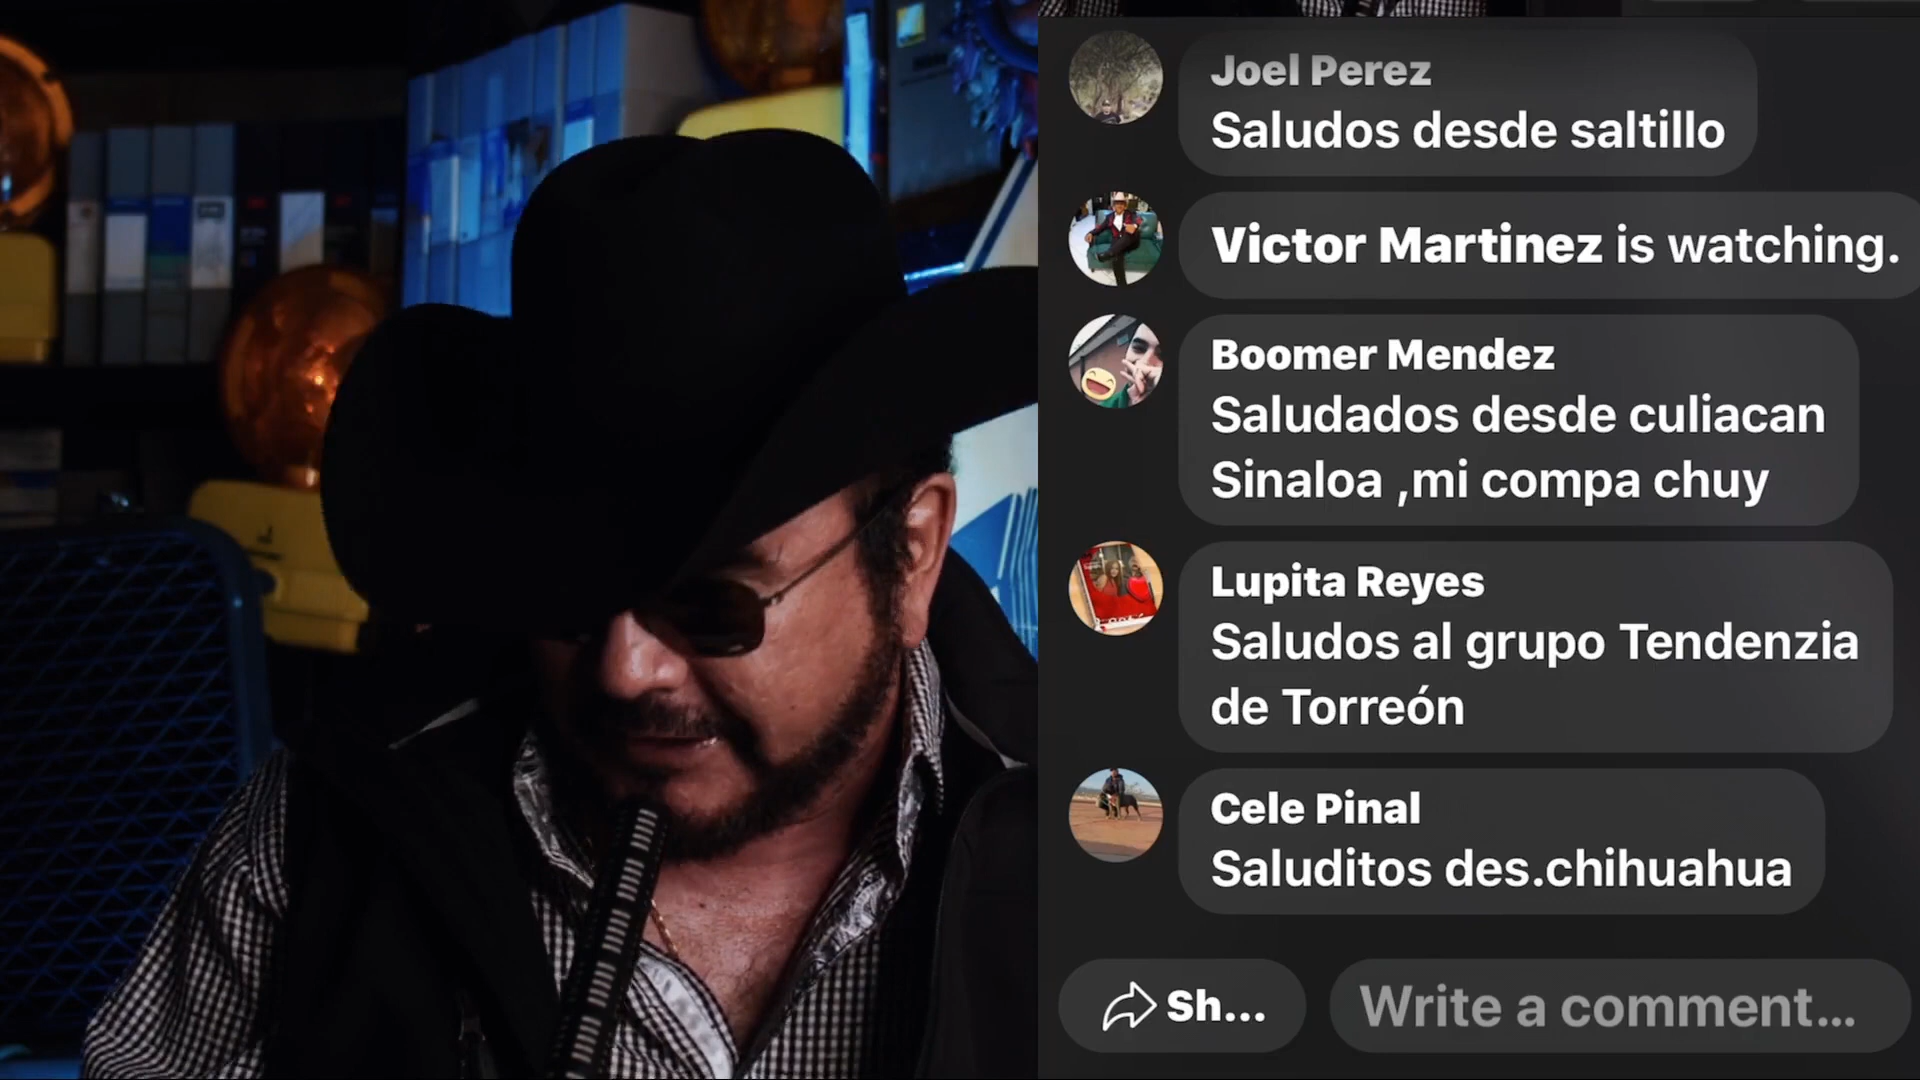 Joel Perez
Saludos desde saltillo
Victor Martinez is watching.
Boomer Mendez
Saludados desde culiacan
Sinaloa ,mi compa chuy
Lupita Reyes
Saludos al grupo Tendenzia
de Torreón
Cele Pinal
Saluditos des.chihuahua
Sh...
Write a comment...